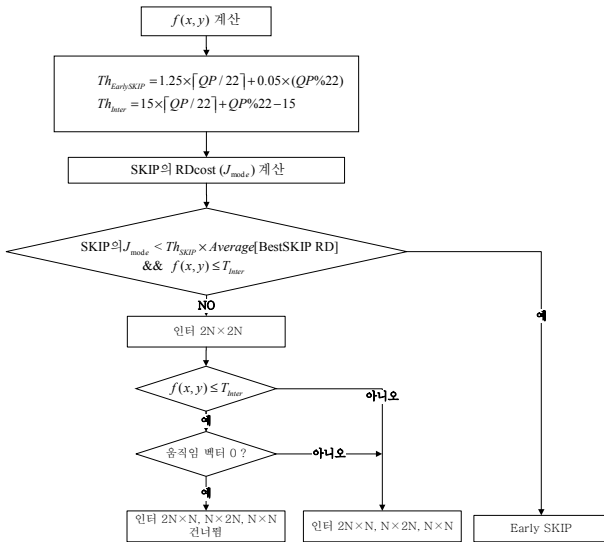 f(x, y) 계산
Th_EarlySKIP = 1.25×⌈QP / 22⌉ + 0.05×(QP%22)
Th_Inter = 15×⌈QP / 22⌉ + QP%22 − 15
SKIP의 RDcost (J_mode) 계산
SKIP의 J_mode < Th_SKIP × Average[BestSKIP RD]
&& f(x, y) ≤ T_Inter
NO
예
인터 2N×2N
f(x, y) ≤ T_Inter
아니오
예
움직임 벡터 0 ?
아니오
예
인터 2N×N, N×2N, N×N
건너뜀
인터 2N×N, N×2N, N×N
Early SKIP